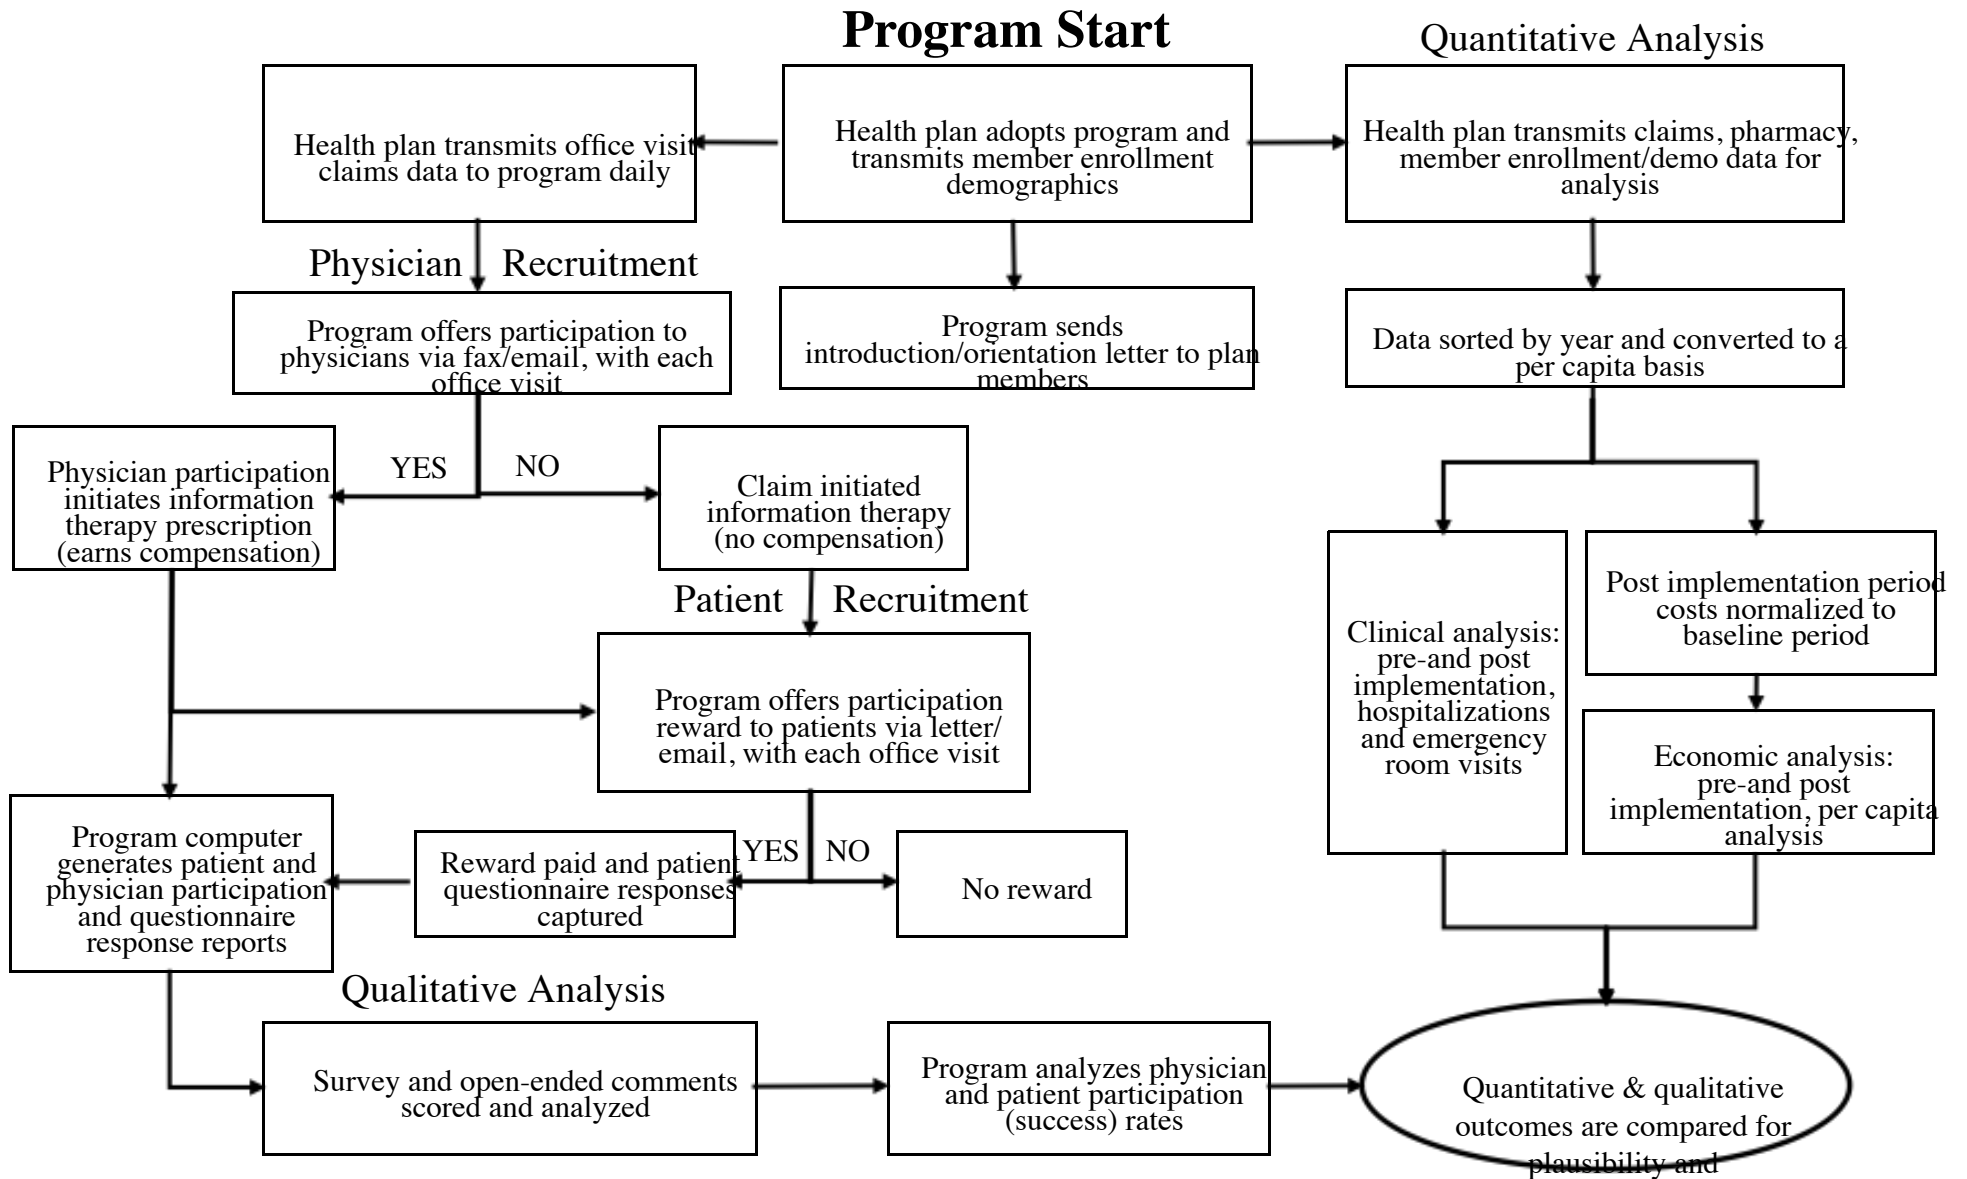 Program Start
Quantitative Analysis
Health plan transmits office visit
claims data to program daily
Health plan adopts program and
transmits member enrollment
demographics
Health plan transmits claims, pharmacy,
member enrollment/demo data for
analysis
Physician Recruitment
Program offers participation to
physicians via fax/email, with each
office visit
Program sends
introduction/orientation letter to plan
members
Data sorted by year and converted to a
per capita basis
YES
NO
Physician participation
initiates information
therapy prescription
(earns compensation)
Claim initiated
information therapy
(no compensation)
Patient Recruitment
Program offers participation
reward to patients via letter/
email, with each office visit
Clinical analysis:
pre-and post
implementation,
hospitalizations
and emergency
room visits
Post implementation period
costs normalized to
baseline period
Economic analysis:
pre-and post
implementation, per capita
analysis
YES
NO
Program computer
generates patient and
physician participation
and questionnaire
response reports
Reward paid and patient
questionnaire responses
captured
No reward
Qualitative Analysis
Survey and open-ended comments
scored and analyzed
Program analyzes physician
and patient participation
(success) rates
Quantitative & qualitative
outcomes are compared for
plausibility and